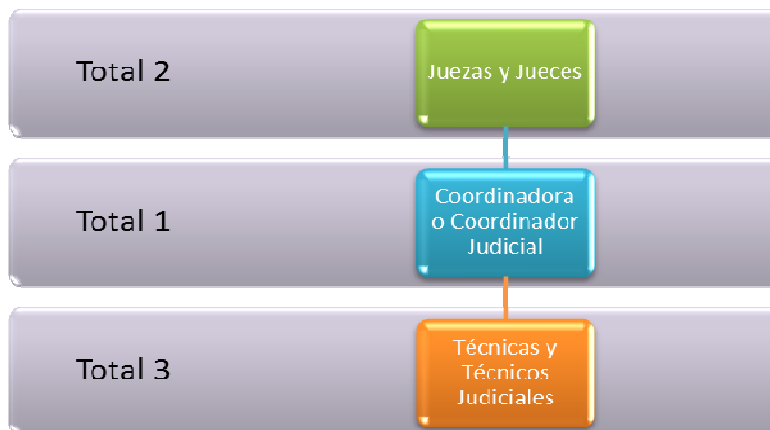 Total 2
Juezas y Jueces
Total 1
Coordinadora
o Coordinador
Judicial
Total 3
Técnicas y
Técnicos
Judiciales